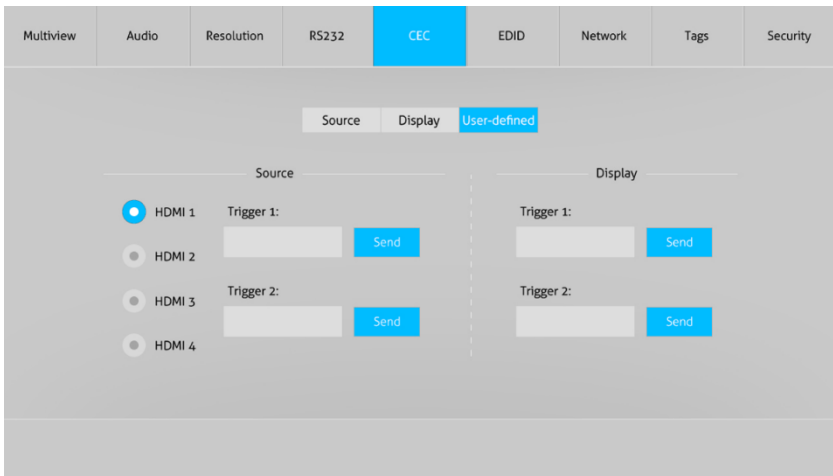 Multiview Audio Resolution RS232 CEC EDID Network Tags Security
Source Display User-defined
Source Display
HDMI 1 Trigger 1: Trigger 1:
Send Send
HDMI 2
Trigger 2: Trigger 2:
HDMI 3
Send Send
HDMI 4